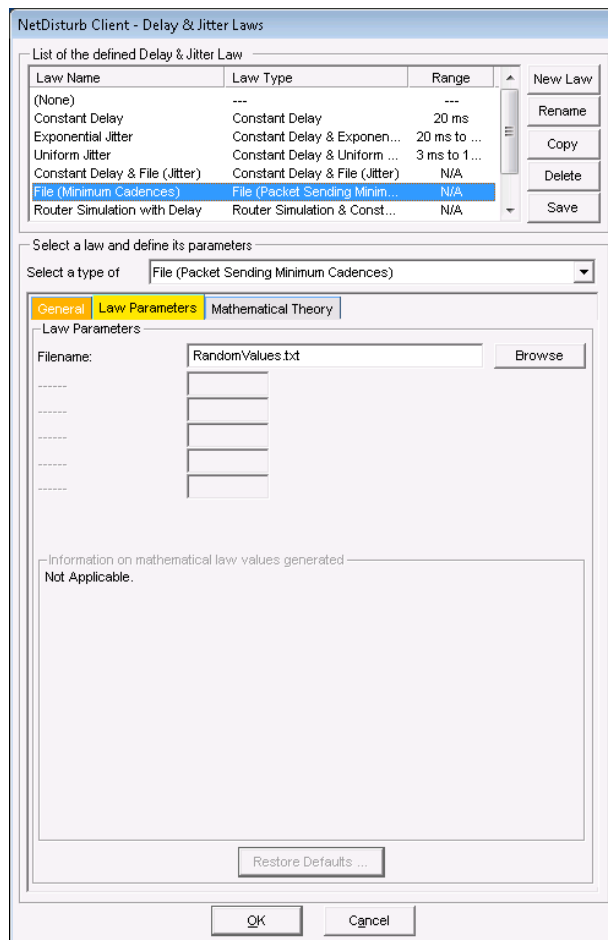 NetDisturb Client - Delay & Jitter Laws
List of the defined Delay & Jitter Law
Law Name Law Type Range
(None) --- ---
Constant Delay Constant Delay 20 ms
Exponential Jitter Constant Delay & Exponen... 20 ms to ...
Uniform Jitter Constant Delay & Uniform ... 3 ms to 1...
Constant Delay & File (Jitter) Constant Delay & File (Jitter) N/A
File (Minimum Cadences) File (Packet Sending Minim... N/A
Router Simulation with Delay Router Simulation & Const... N/A
New Law
Rename
Copy
Delete
Save
Select a law and define its parameters
Select a type of File (Packet Sending Minimum Cadences)
General Law Parameters Mathematical Theory
Law Parameters
Filename: RandomValues.txt Browse
------
------
------
------
------
Information on mathematical law values generated
Not Applicable.
Restore Defaults ...
OK Cancel